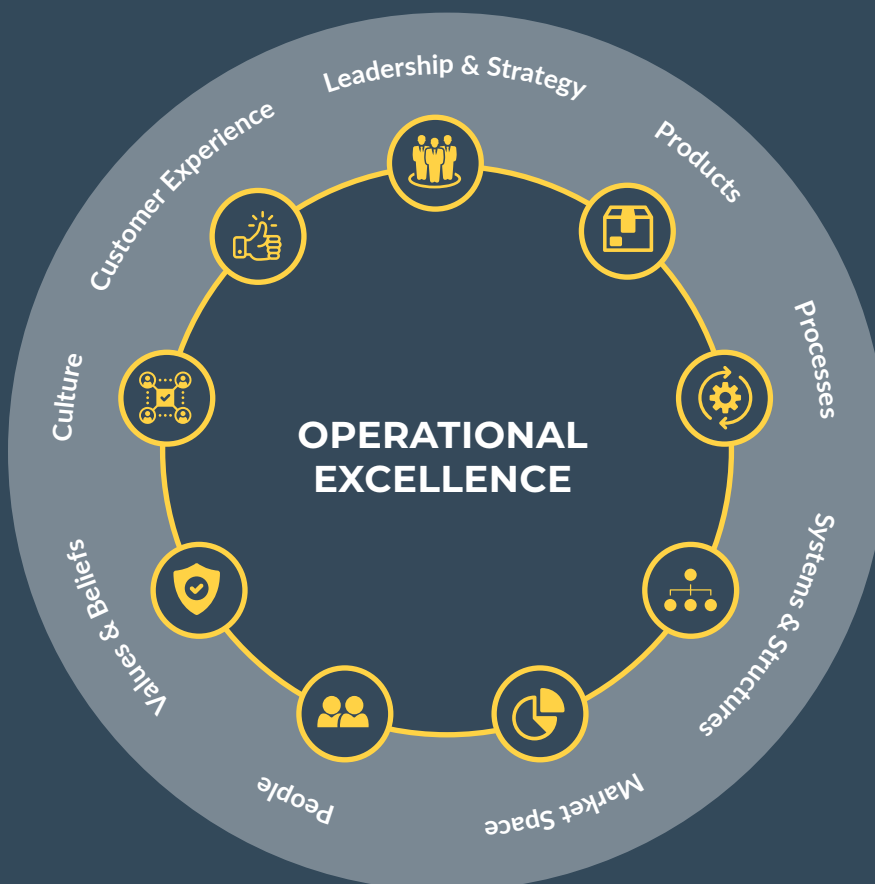 Leadership & Strategy
Products
Processes
Systems & Structures
Market Space
People
Values & Beliefs
Culture
Customer Experience
OPERATIONAL
EXCELLENCE